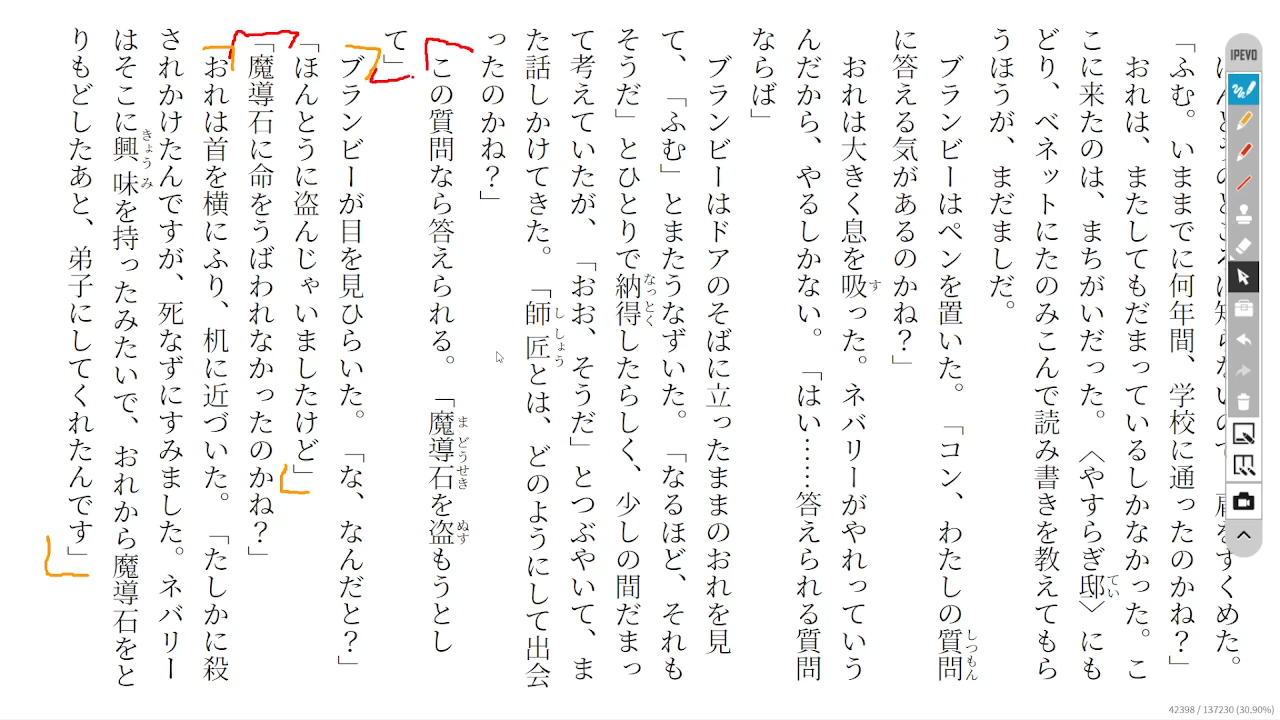 「ふむ。いままでに何年間、学校に通ったのかね？」
おれは、またしてもだまっているしかなかった。こ
こに来たのは、まちがいだった。〈やすらぎ邸〉にも
どり、ベネットにたのみこんで読み書きを教えてもら
うほうが、まだましだ。
ブランビーはペンを置いた。「コン、わたしの質問
に答える気があるのかね？」
おれは大きく息を吸った。ネバリーがやれっていう
んだから、やるしかない。「はい……答えられる質問
ならば」
ブランビーはドアのそばに立ったままのおれを見
て、「ふむ」とまたうなずいた。「なるほど、それも
そうだ」とひとりで納得したらしく、少しの間だまっ
て考えていたが、「おお、そうだ」とつぶやいて、ま
た話しかけてきた。「師匠とは、どのようにして出会
ったのかね？」
この質問なら答えられる。「魔導石を盗もうとし
て」
ブランビーが目を見ひらいた。「な、なんだと？」
「ほんとうに盗んじゃいましたけど」
「魔導石に命をうばわれなかったのかね？」
おれは首を横にふり、机に近づいた。「たしかに殺
されかけたんですが、死なずにすみました。ネバリー
はそこに興味を持ったみたいで、おれから魔導石をと
りもどしたあと、弟子にしてくれたんです」
IPEVO
42398 / 137230 (30.90%)